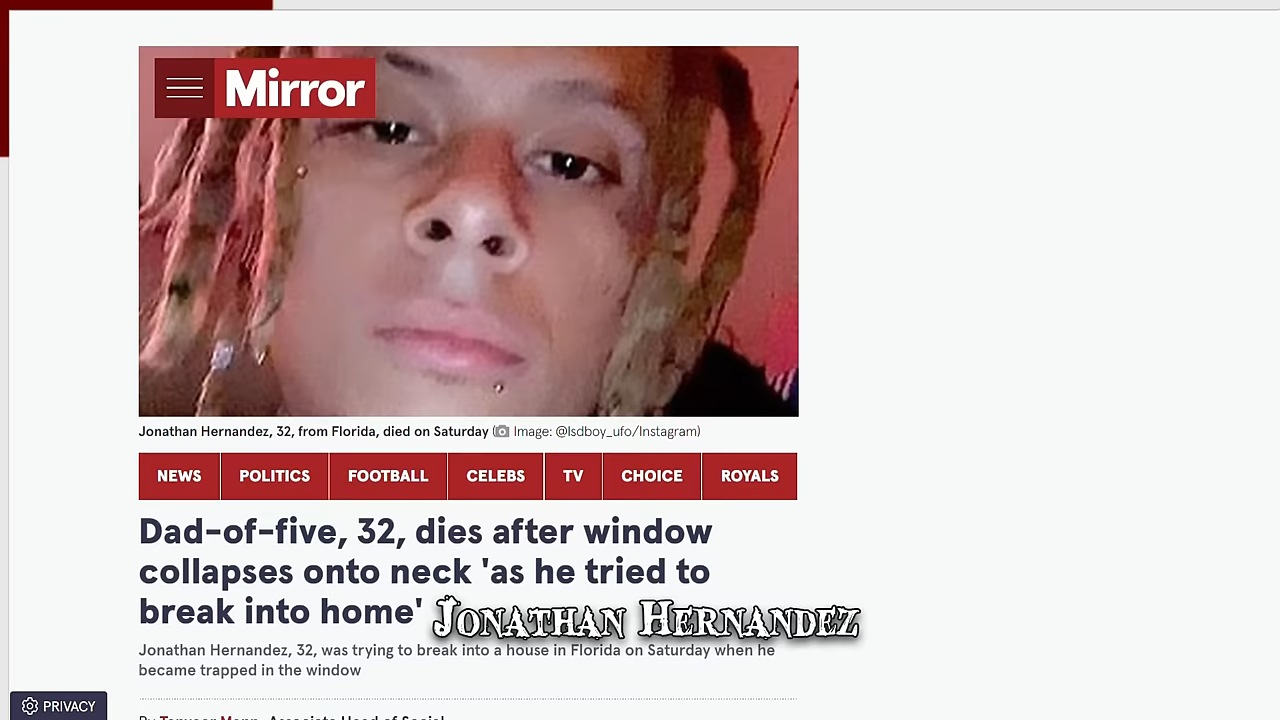 Mirror
Jonathan Hernandez, 32, from Florida, died on Saturday (Image: @lsdboy_ufo/Instagram)
NEWS POLITICS FOOTBALL CELEBS TV CHOICE ROYALS
Dad-of-five, 32, dies after window
collapses onto neck 'as he tried to
break into home'
Jonathan Hernandez
Jonathan Hernandez, 32, was trying to break into a house in Florida on Saturday when he
became trapped in the window
PRIVACY